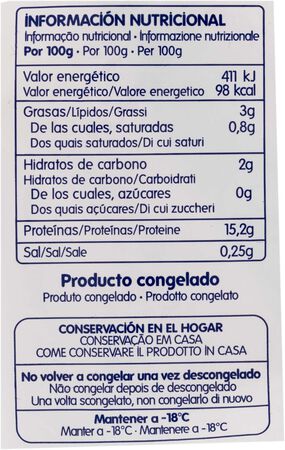 INFORMACIÓN NUTRICIONAL
Informação nutricional • Informazione nutrizionale
Por 100g • Por 100g • Per 100g
Valor energético 411 kJ
Valor energético/Valore energetico 98 kcal
Grasas/Lípidos/Grassi 3g
De las cuales, saturadas 0,8g
Dos quais saturados/Di cui saturi
Hidratos de carbono 2g
Hidratos de carbono/Carboidrati
De los cuales, azúcares 0g
Dos quais açúcares/Di cui zuccheri
Proteínas/Proteínas/Proteine 15,2g
Sal/Sal/Sale 0,25g
Producto congelado
Produto congelado • Prodotto congelato
CONSERVACIÓN EN EL HOGAR
CONSERVAÇÃO EM CASA
COME CONSERVARE IL PRODOTTO IN CASA
No volver a congelar una vez descongelado
Não congelar depois de descongelado
Una volta scongelato, non congelarlo di nuovo
Mantener a -18°C
Manter a -18°C • Mantenere a -18°C